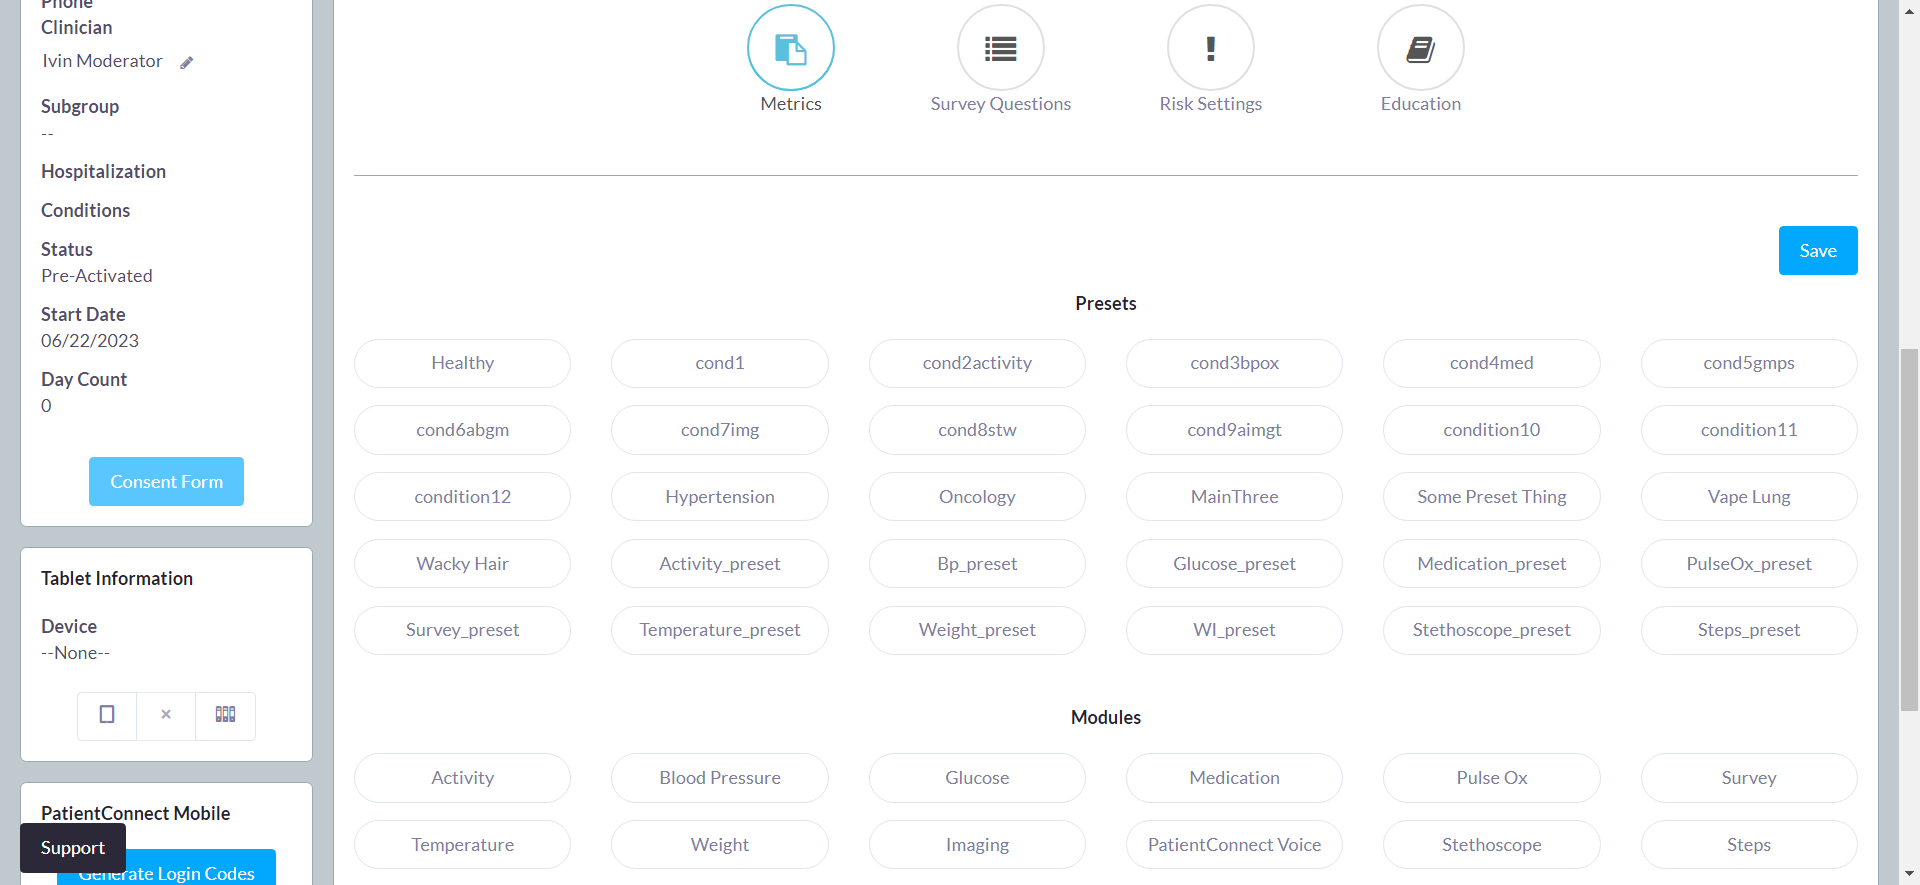 Phone
Clinician
Ivin Moderator
Subgroup
--
Hospitalization
Conditions
Status
Pre-Activated
Start Date
06/22/2023
Day Count
0
Consent Form
Tablet Information
Device
--None--
PatientConnect Mobile
Support
Generate Login Codes
Metrics
Survey Questions
Risk Settings
Education
Save
Presets
Healthy
cond1
cond2activity
cond3bpox
cond4med
cond5gmps
cond6abgm
cond7img
cond8stw
cond9aimgt
condition10
condition11
condition12
Hypertension
Oncology
MainThree
Some Preset Thing
Vape Lung
Wacky Hair
Activity_preset
Bp_preset
Glucose_preset
Medication_preset
PulseOx_preset
Survey_preset
Temperature_preset
Weight_preset
WI_preset
Stethoscope_preset
Steps_preset
Modules
Activity
Blood Pressure
Glucose
Medication
Pulse Ox
Survey
Temperature
Weight
Imaging
PatientConnect Voice
Stethoscope
Steps